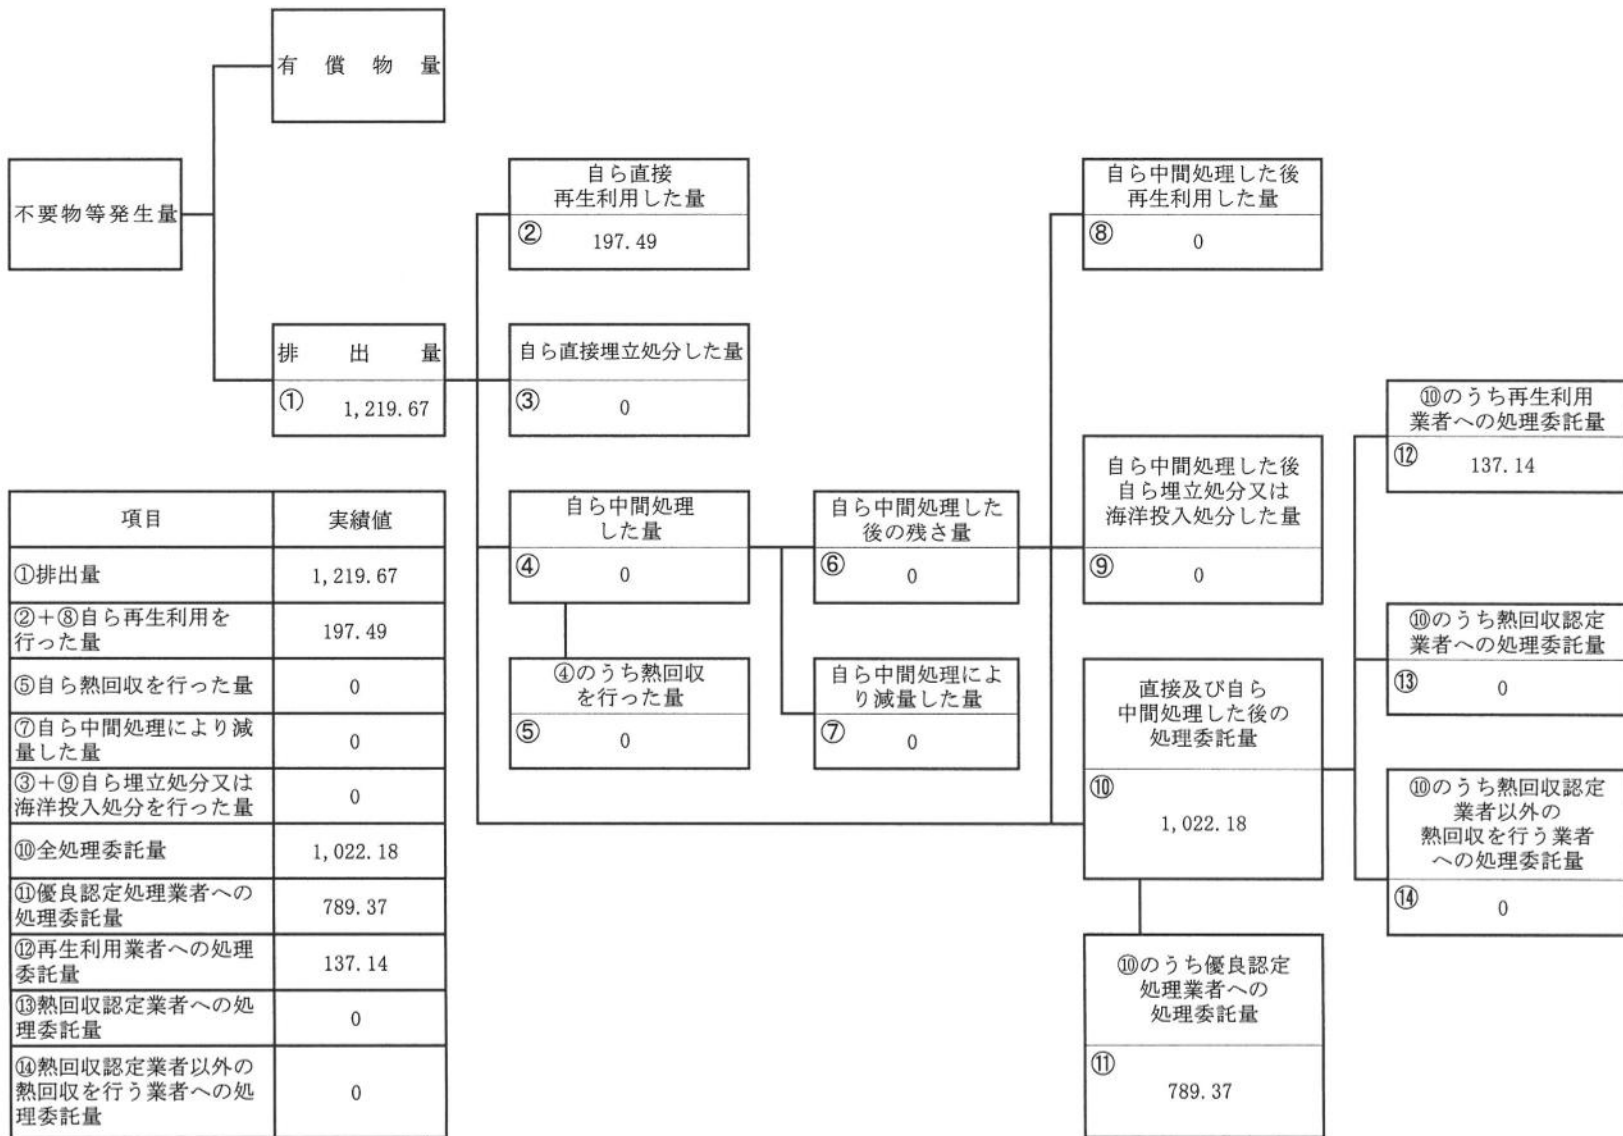 有償物量
不要物等発生量
排出量
① 1,219.67
自ら直接
再生利用した量
② 197.49
自ら直接埋立処分した量
③ 0
自ら中間処理
した量
④ 0
④のうち熱回収
を行った量
⑤ 0
自ら中間処理した
後の残さ量
⑥ 0
自ら中間処理によ
り減量した量
⑦ 0
自ら中間処理した後
再生利用した量
⑧ 0
自ら中間処理した後
自ら埋立処分又は
海洋投入処分した量
⑨ 0
直接及び自ら
中間処理した後の
処理委託量
⑩
1,022.18
⑩のうち優良認定
処理業者への
処理委託量
⑪
789.37
⑩のうち再生利用
業者への処理委託量
⑫ 137.14
⑩のうち熱回収認定
業者への処理委託量
⑬ 0
⑩のうち熱回収認定
業者以外の
熱回収を行う業者
への処理委託量
⑭ 0
項目 実績値
①排出量 1,219.67
②+⑧自ら再生利用を
行った量 197.49
⑤自ら熱回収を行った量 0
⑦自ら中間処理により減
量した量 0
③+⑨自ら埋立処分又は
海洋投入処分を行った量 0
⑩全処理委託量 1,022.18
⑪優良認定処理業者への
処理委託量 789.37
⑫再生利用業者への処理
委託量 137.14
⑬熱回収認定業者への処
理委託量 0
⑭熱回収認定業者以外の
熱回収を行う業者への処
理委託量 0